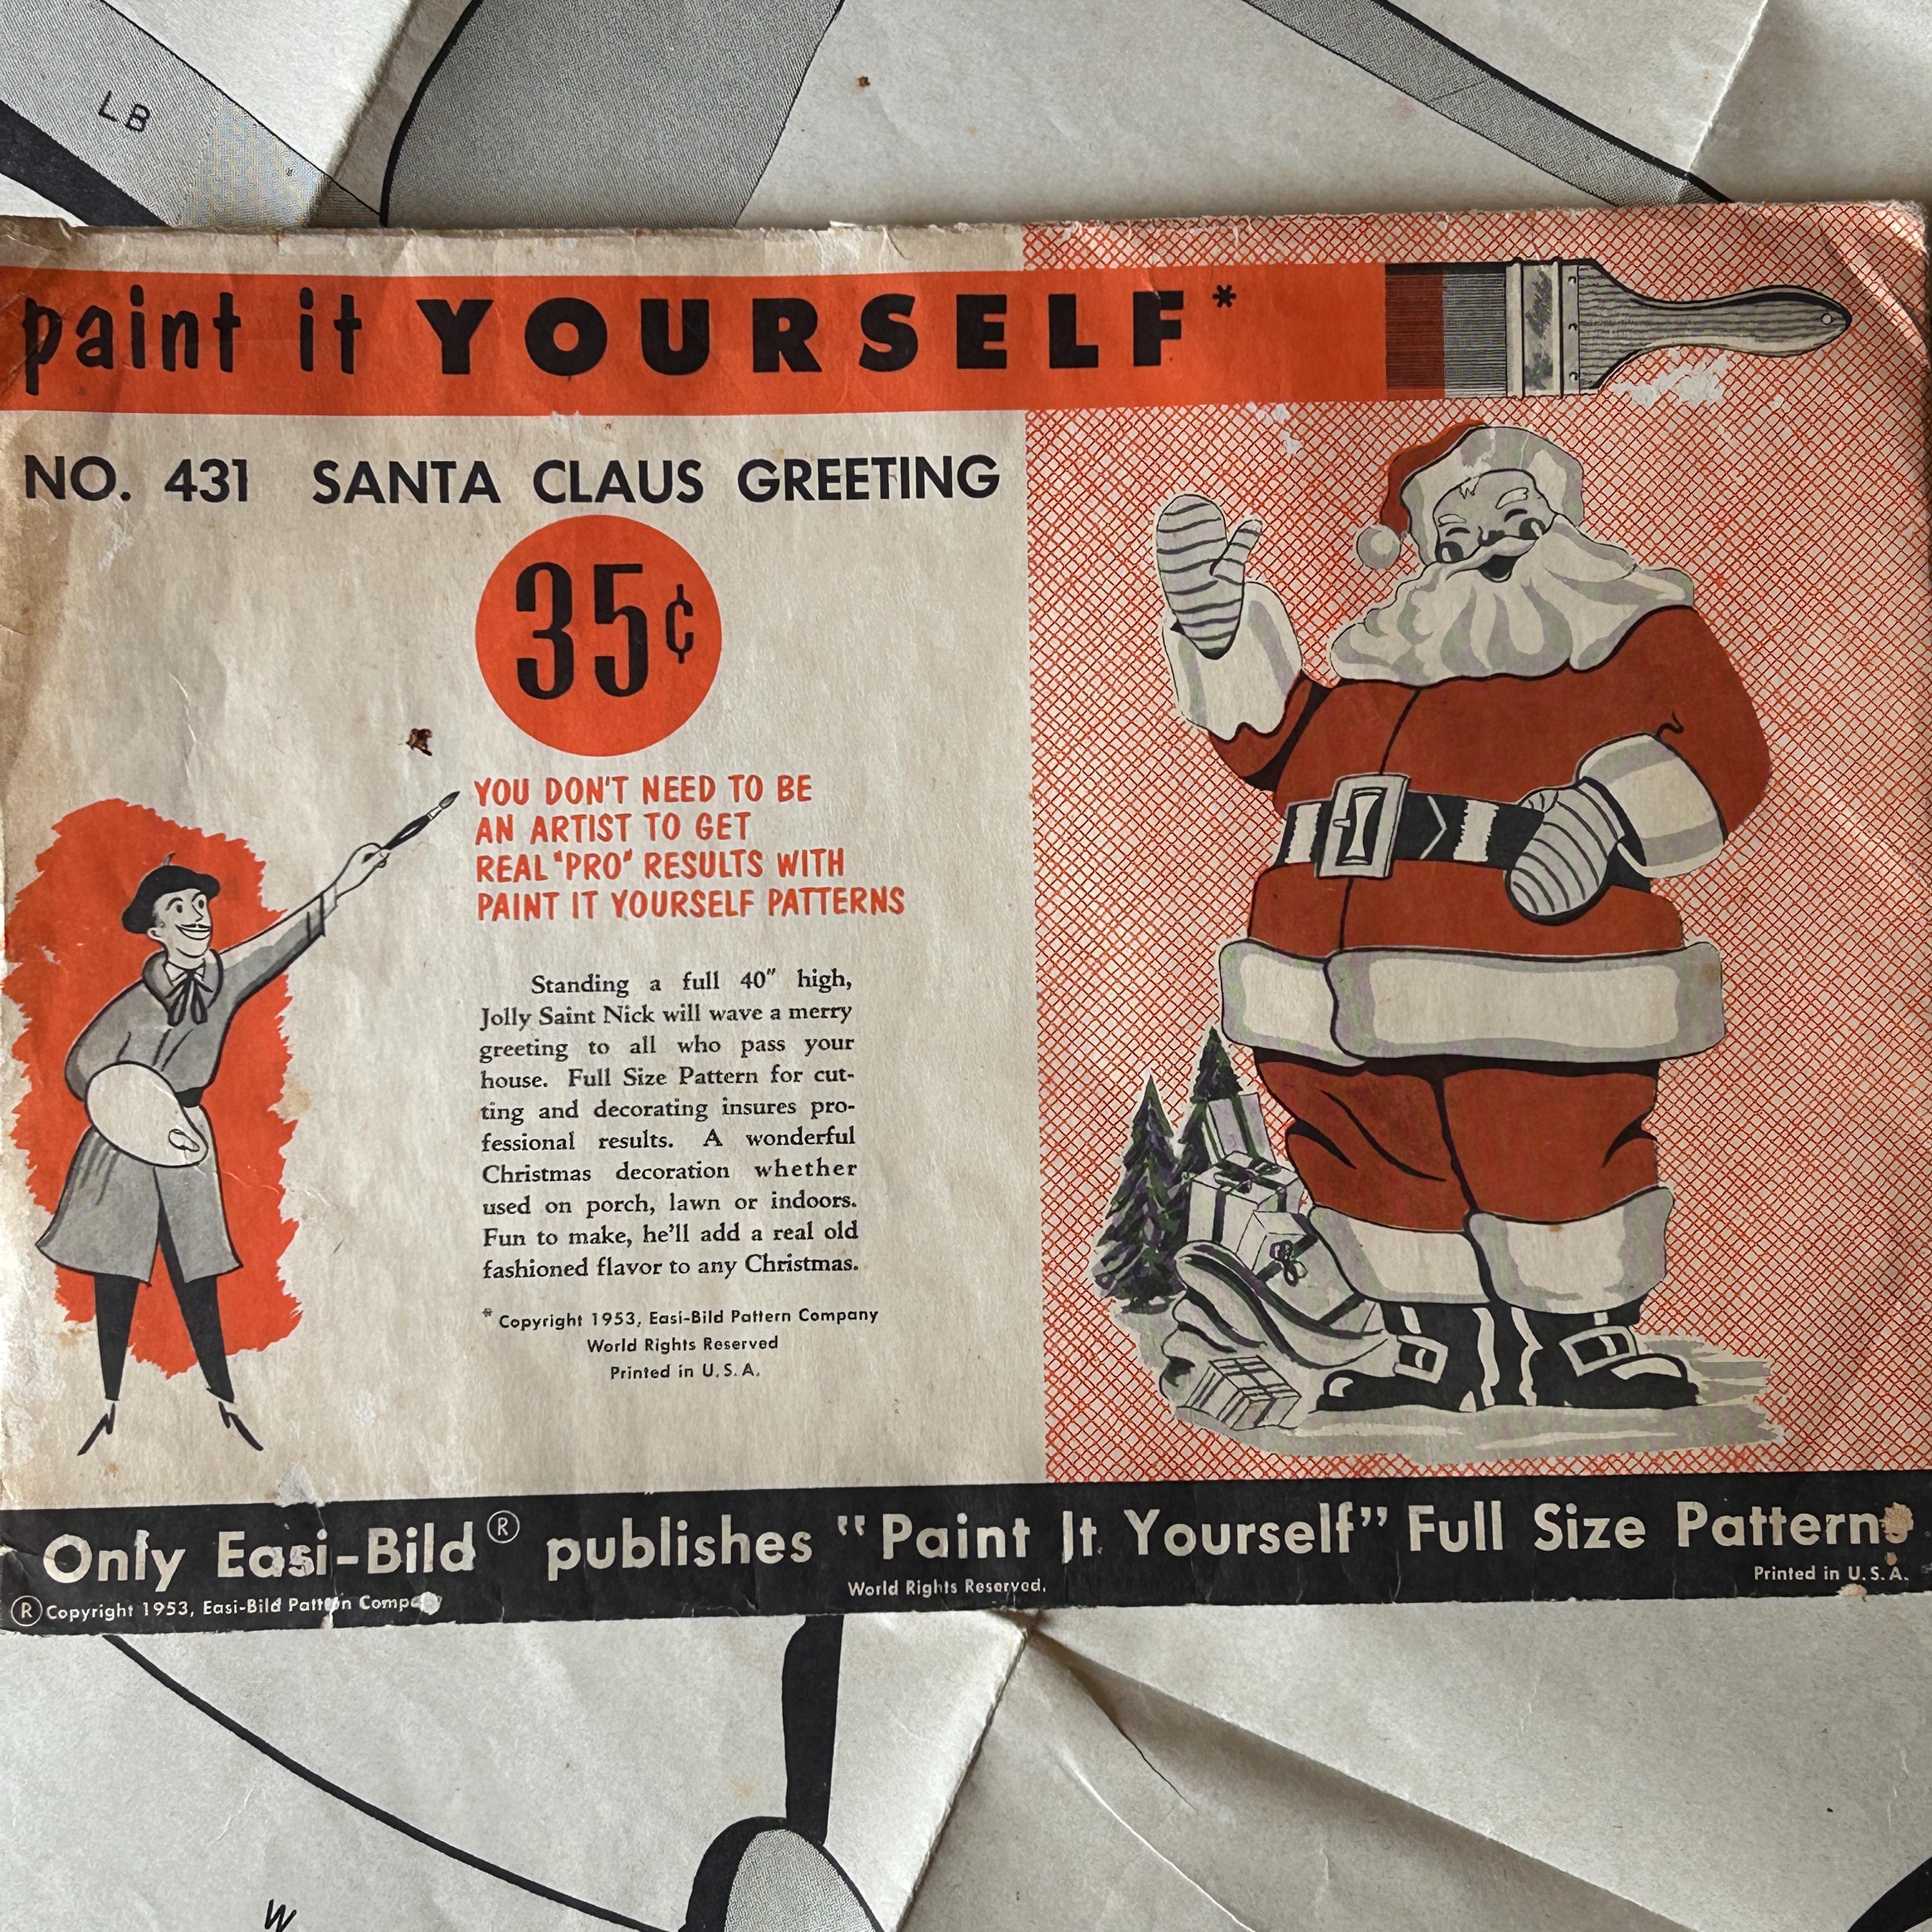 LB
paint it YOURSELF*
NO. 431 SANTA CLAUS GREETING
35¢
YOU DON'T NEED TO BE
AN ARTIST TO GET
REAL "PRO" RESULTS WITH
PAINT IT YOURSELF PATTERNS
Standing a full 40" high,
Jolly Saint Nick will wave a merry
greeting to all who pass your
house. Full Size Pattern for cut-
ting and decorating insures pro-
fessional results. A wonderful
Christmas decoration whether
used on porch, lawn or indoors.
Fun to make, he'll add a real old
fashioned flavor to any Christmas.
* Copyright 1953, Easi-Bild Pattern Company
World Rights Reserved
Printed in U.S.A.
Only Easi-Bild® publishes "Paint It Yourself" Full Size Patterns
® Copyright 1953, Easi-Bild Pattern Company
World Rights Reserved.
Printed in U.S.A.
W